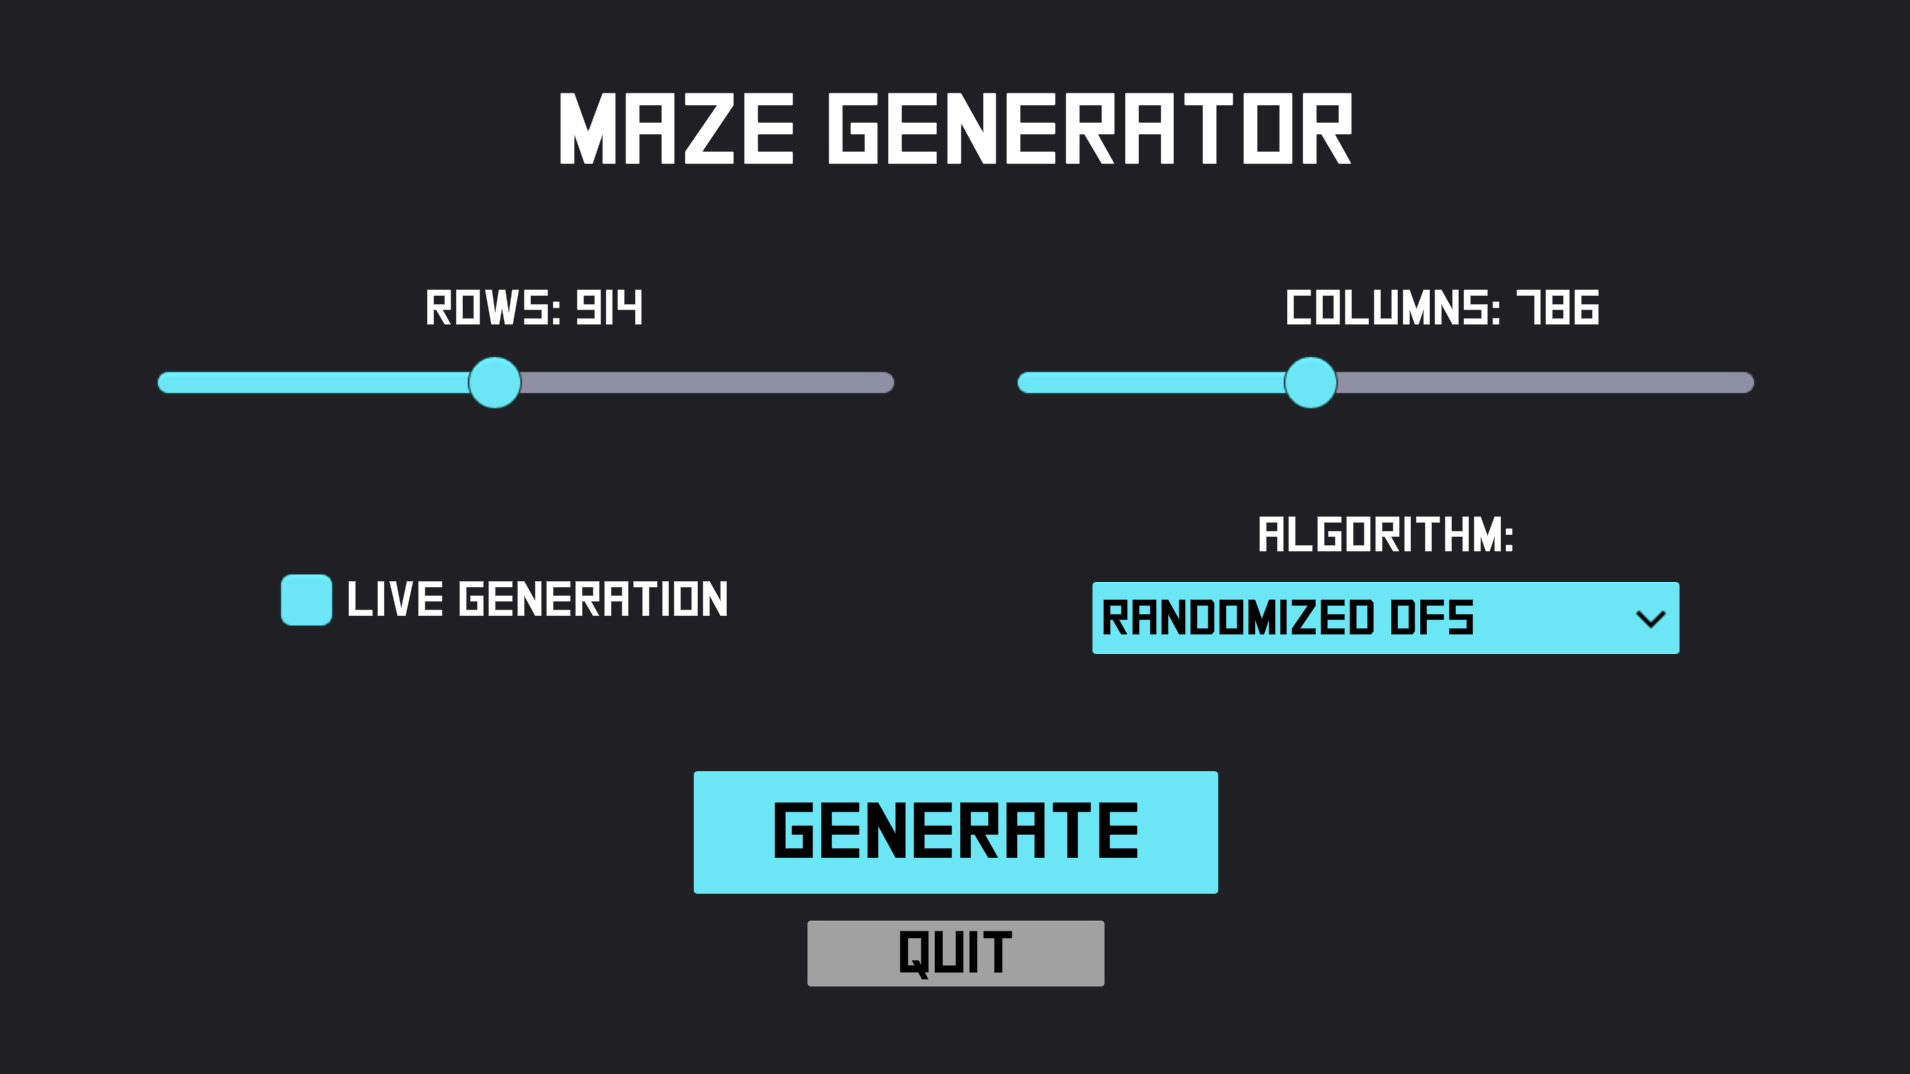 MAZE GENERATOR
ROWS: 914
COLUMNS: 786
ALGORITHM:
LIVE GENERATION
RANDOMIZED DFS
GENERATE
QUIT